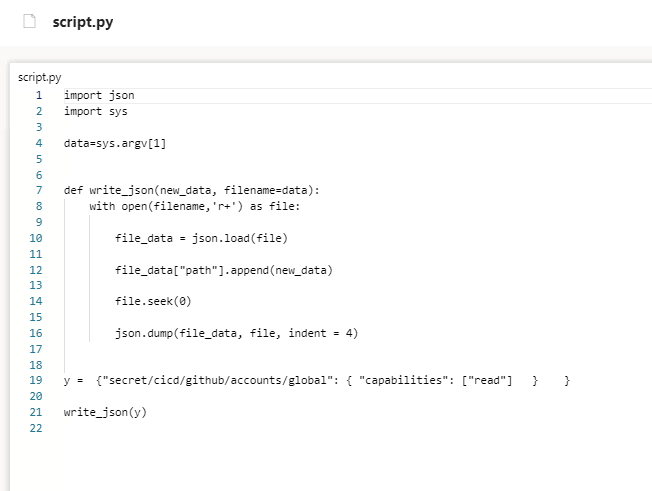 script.py
script.py
1 import json
2 import sys
3
4 data=sys.argv[1]
5
6
7 def write_json(new_data, filename=data):
8     with open(filename,'r+') as file:
9
10         file_data = json.load(file)
11
12         file_data["path"].append(new_data)
13
14         file.seek(0)
15
16         json.dump(file_data, file, indent = 4)
17
18
19 y =  {"secret/cicd/github/accounts/global": { "capabilities": ["read"]   }    }
20
21 write_json(y)
22